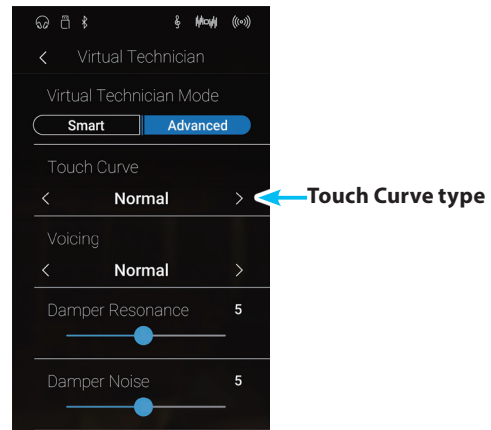 Virtual Technician
Virtual Technician Mode
Smart Advanced
Touch Curve
Normal
Touch Curve type
Voicing
Normal
Damper Resonance 5
Damper Noise 5